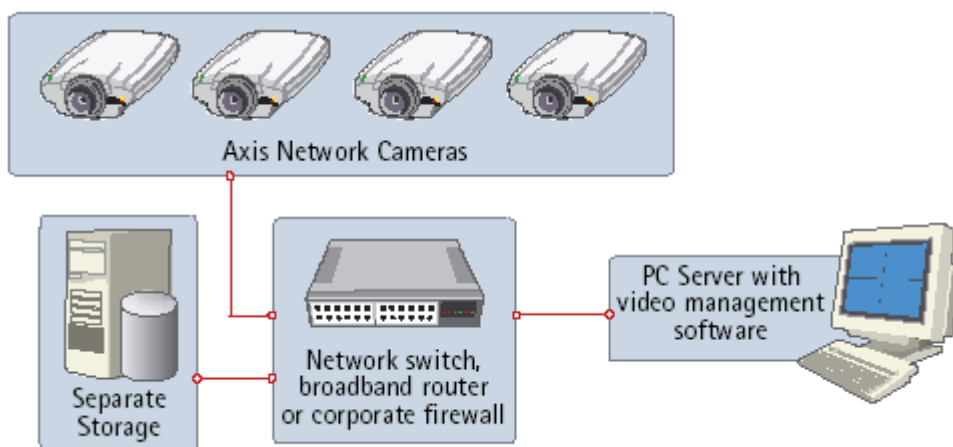 Axis Network Cameras
PC Server with
video management
software
Network switch,
broadband router
or corporate firewall
Separate
Storage